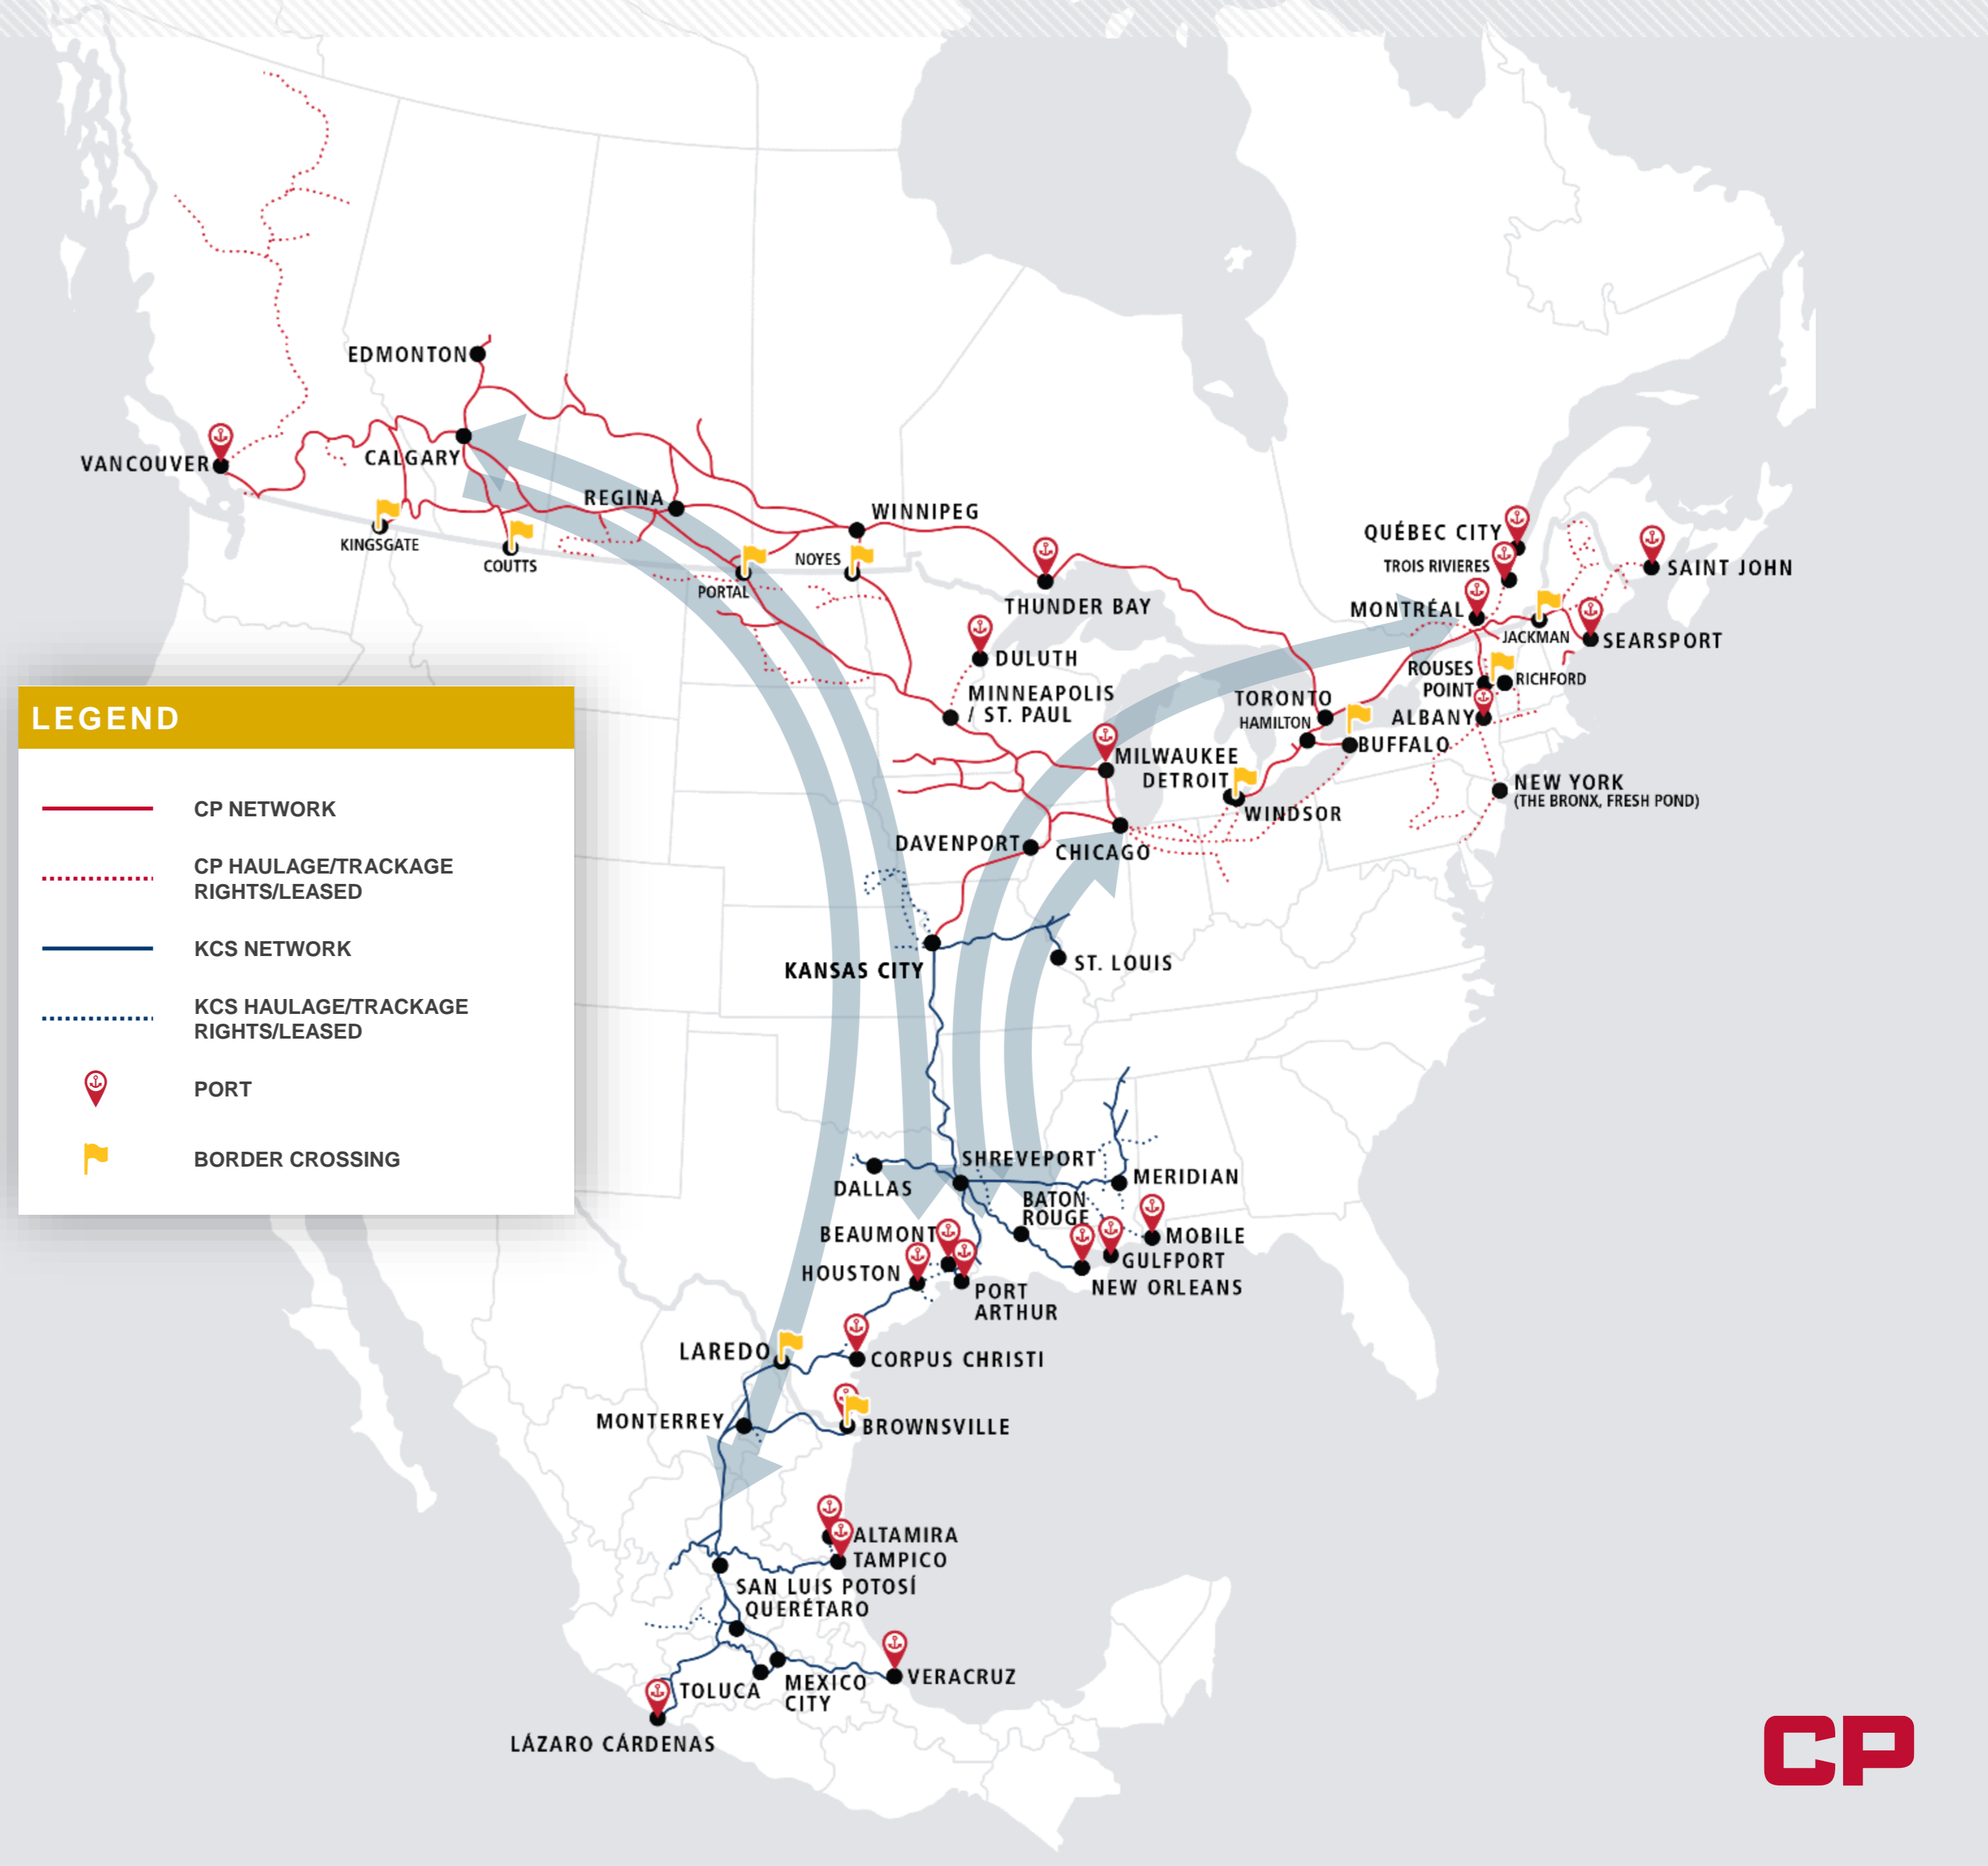 EDMONTON
VANCOUVER
CALGARY
REGINA
WINNIPEG
KINGSGATE
COUTTS
PORTAL
NOYES
THUNDER BAY
DULUTH
MINNEAPOLIS
/ ST. PAUL
QUÉBEC CITY
TROIS RIVIERES
SAINT JOHN
MONTRÉAL
JACKMAN
SEARSPORT
ROUSES
POINT
RICHFORD
TORONTO
HAMILTON
ALBANY
BUFFALO
MILWAUKEE
DETROIT
WINDSOR
NEW YORK
(THE BRONX, FRESH POND)
DAVENPORT
CHICAGO
KANSAS CITY
ST. LOUIS
LEGEND
CP NETWORK
CP HAULAGE/TRACKAGE
RIGHTS/LEASED
KCS NETWORK
KCS HAULAGE/TRACKAGE
RIGHTS/LEASED
PORT
BORDER CROSSING
SHREVEPORT
DALLAS
MERIDIAN
BATON
ROUGE
BEAUMONT
MOBILE
HOUSTON
GULFPORT
PORT
ARTHUR
NEW ORLEANS
LAREDO
CORPUS CHRISTI
MONTERREY
BROWNSVILLE
ALTAMIRA
TAMPICO
SAN LUIS POTOSÍ
QUERÉTARO
TOLUCA
MEXICO
CITY
VERACRUZ
LÁZARO CÁRDENAS
CP